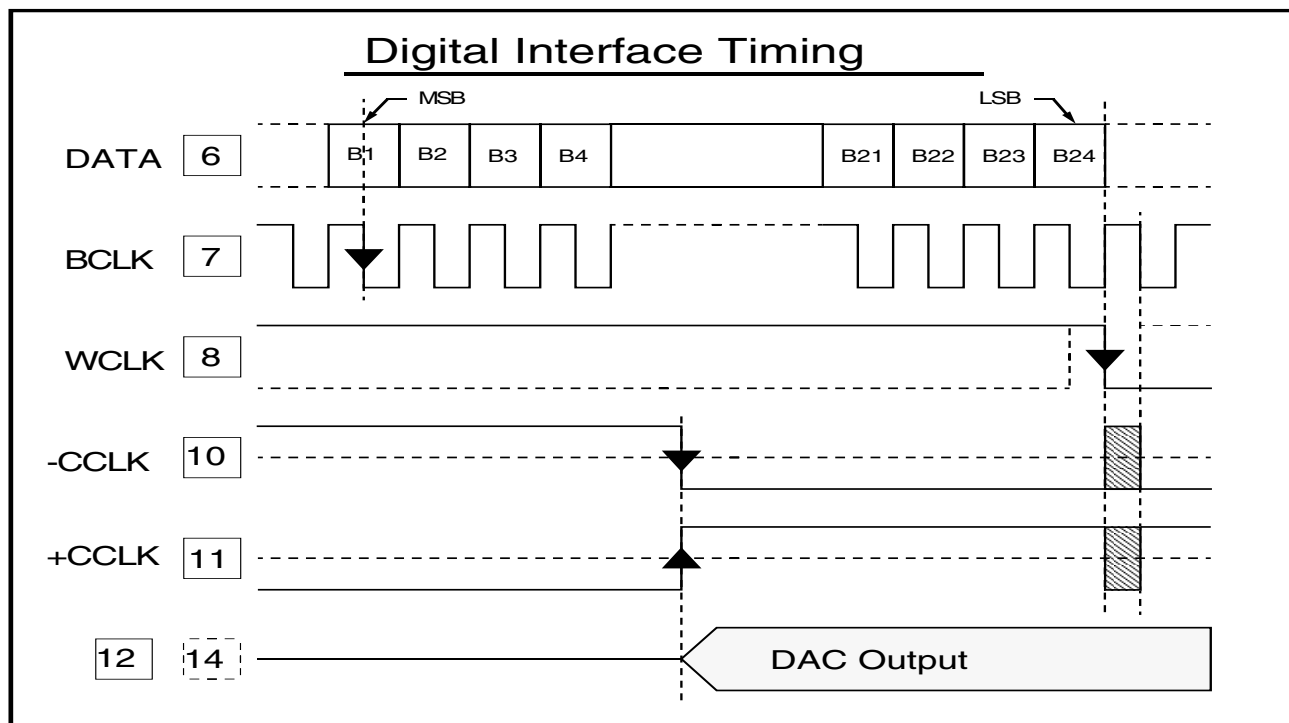 Digital Interface Timing
MSB LSB
DATA 6 B1 B2 B3 B4 B21 B22 B23 B24
BCLK 7
WCLK 8
-CCLK 10
+CCLK 11
12 14 DAC Output